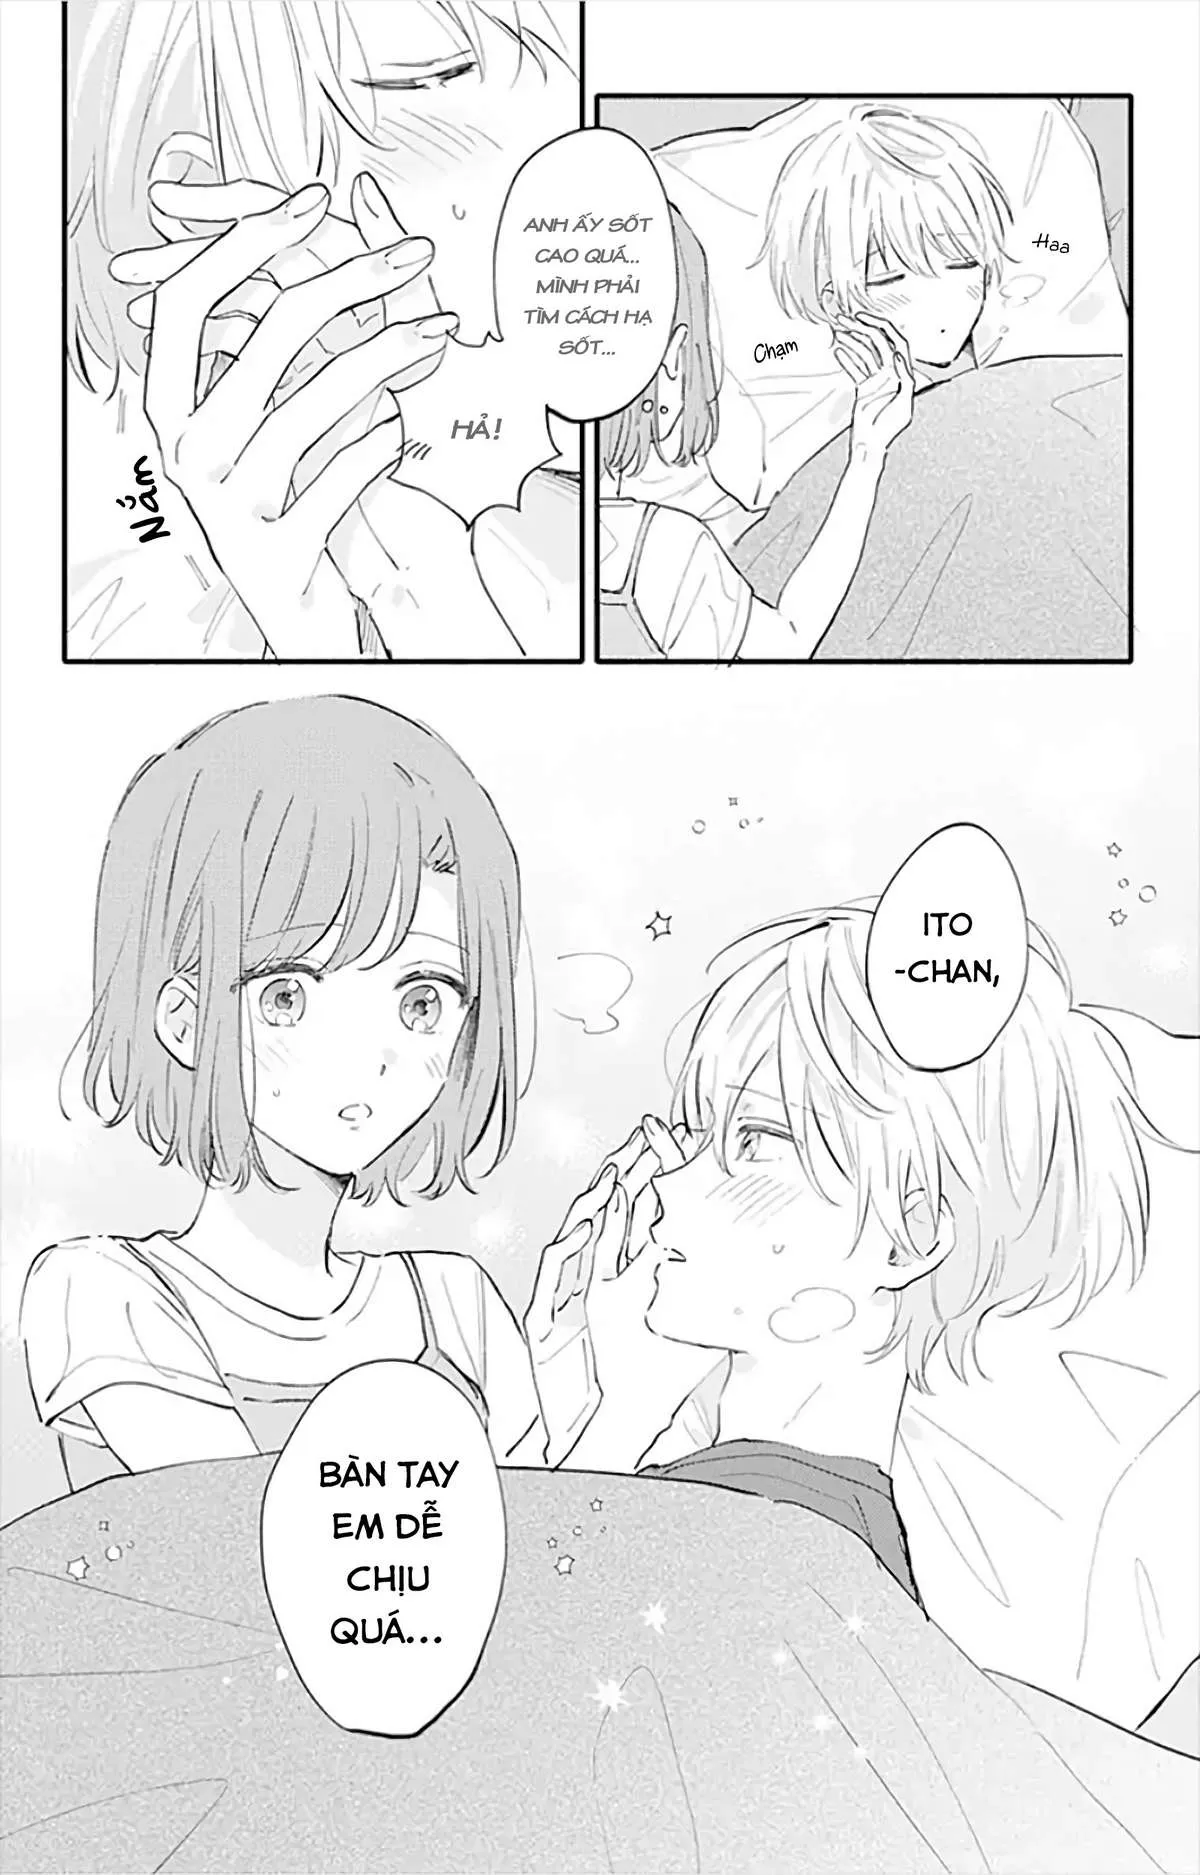 Haa
Chạm
ANH ẤY SỐT
CAO QUÁ...
MÌNH PHẢI
TÌM CÁCH HẠ
SỐT...
HẢ!
Nắm
ITO
-CHAN,
BÀN TAY
EM DỄ
CHỊU
QUÁ...